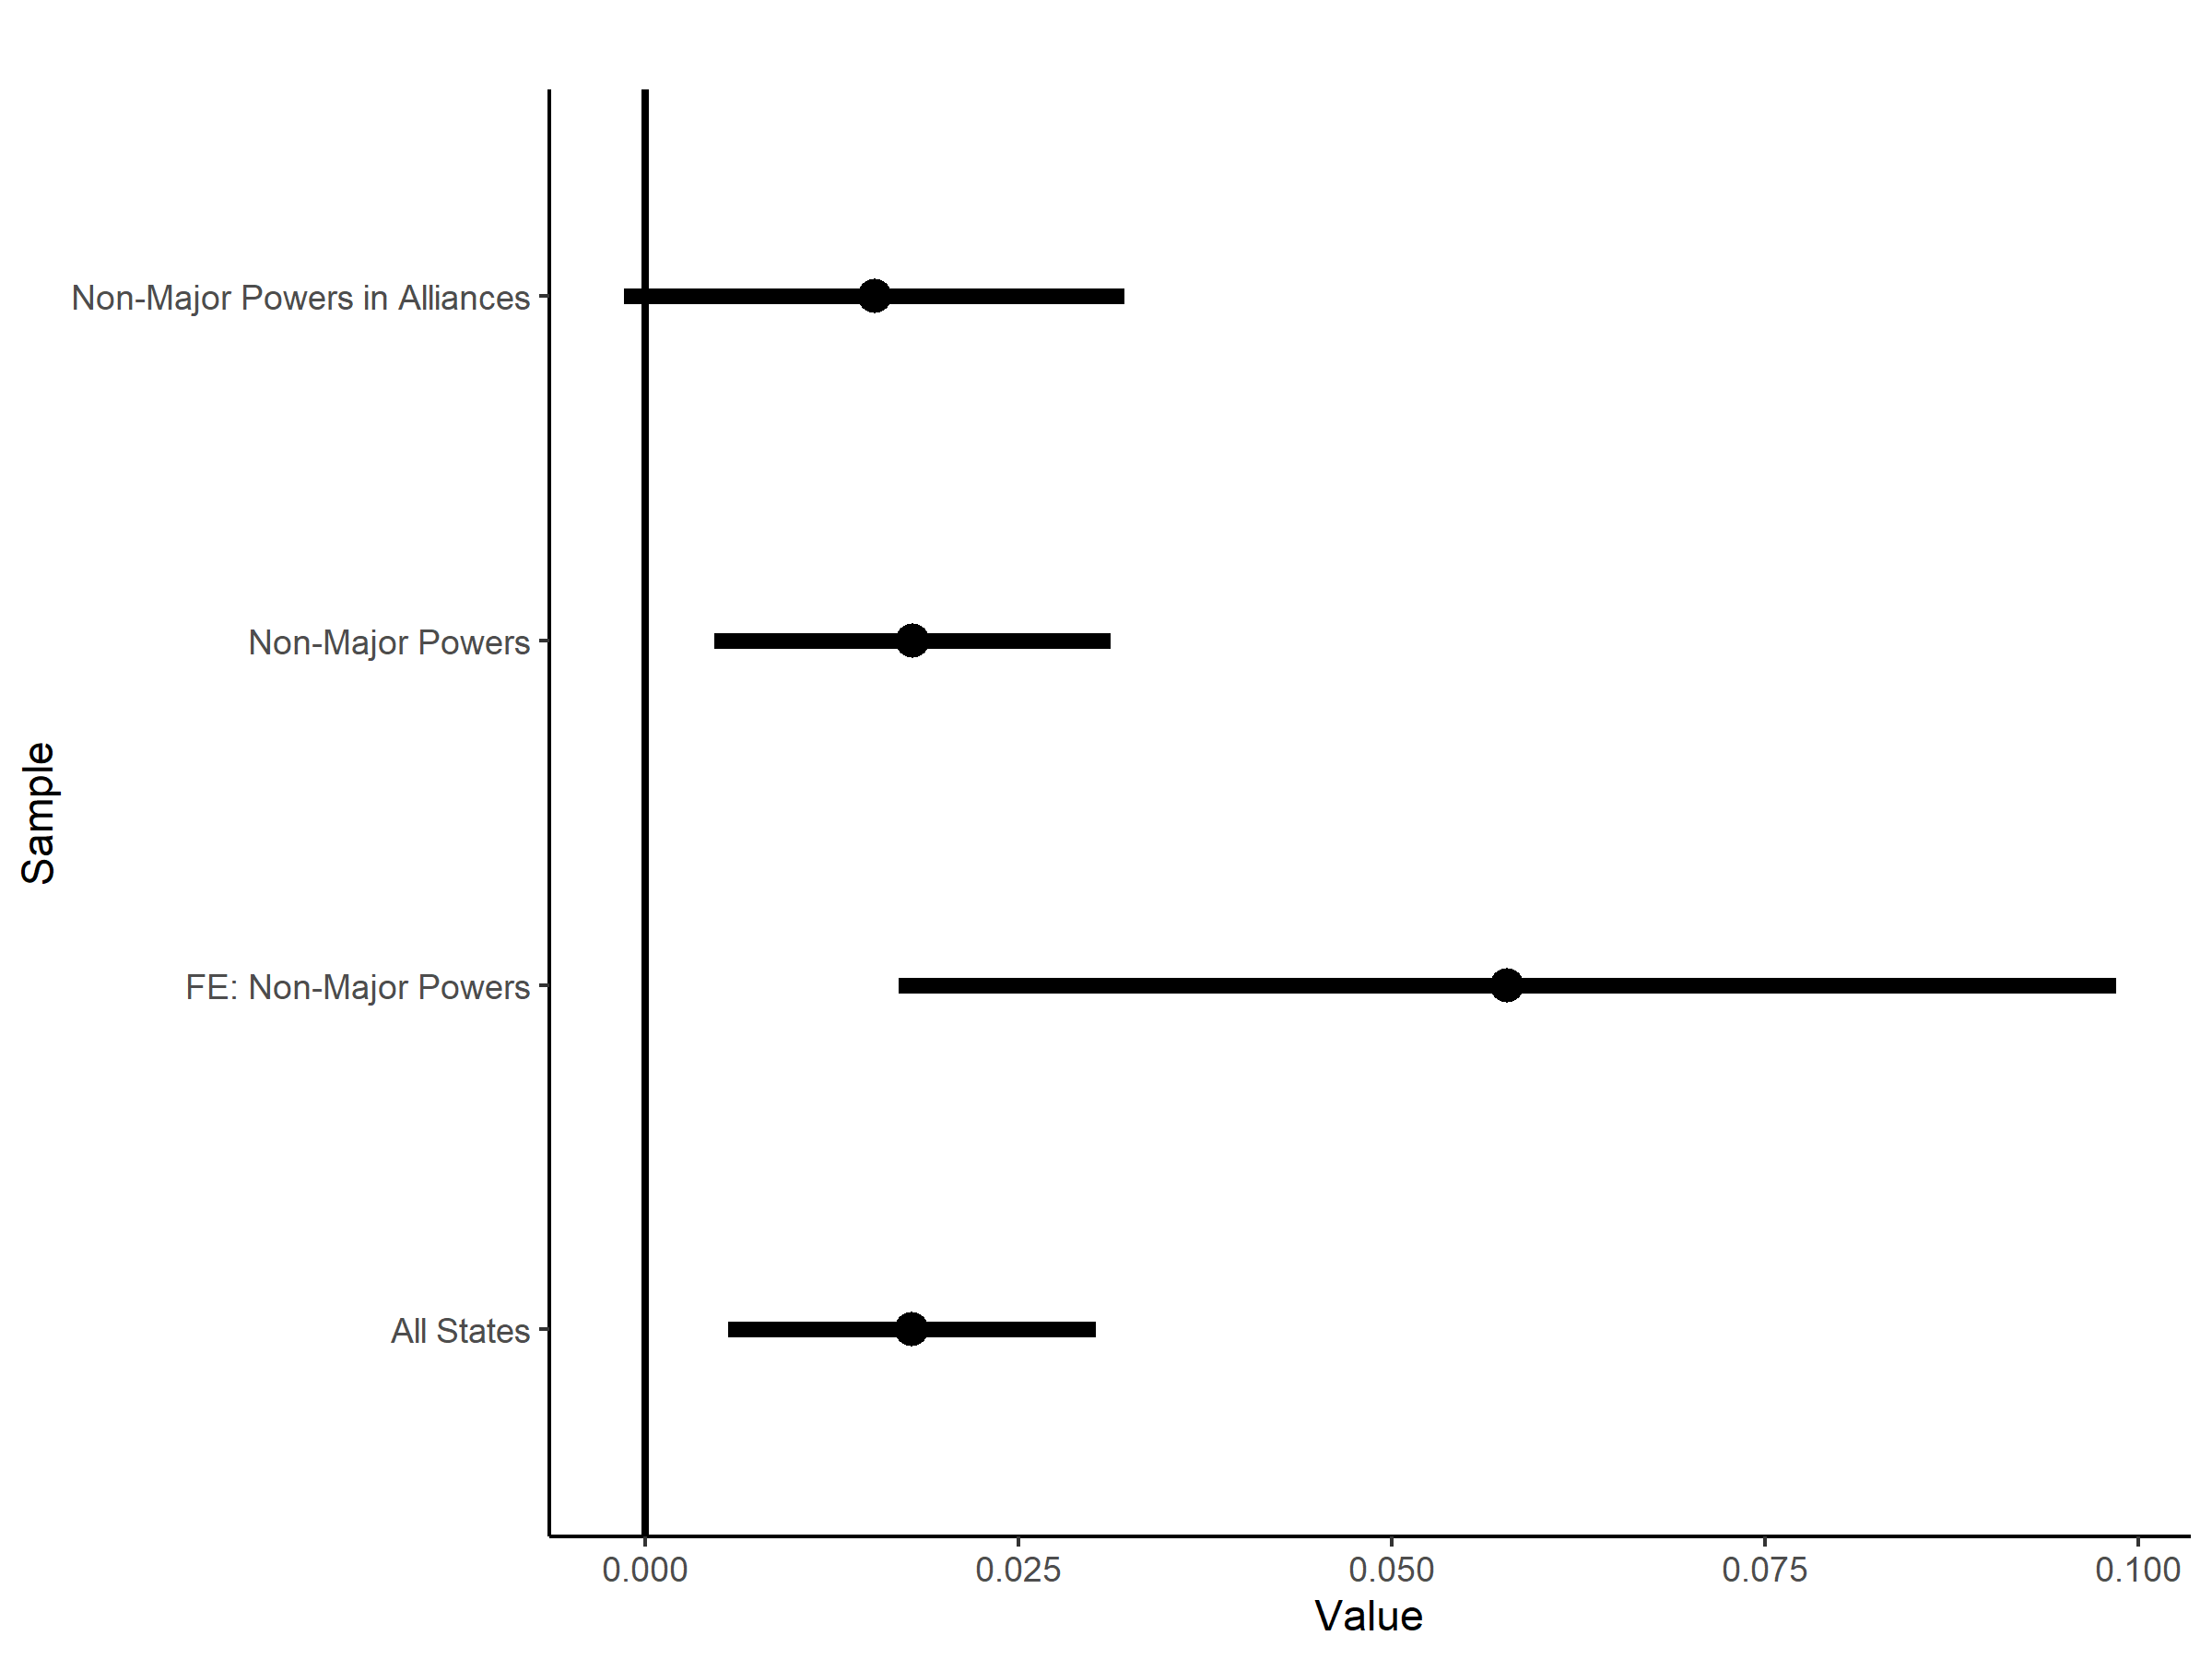 Non-Major Powers in Alliances
Non-Major Powers
FE: Non-Major Powers
All States
Sample
0.000 0.025 0.050 0.075 0.100
Value